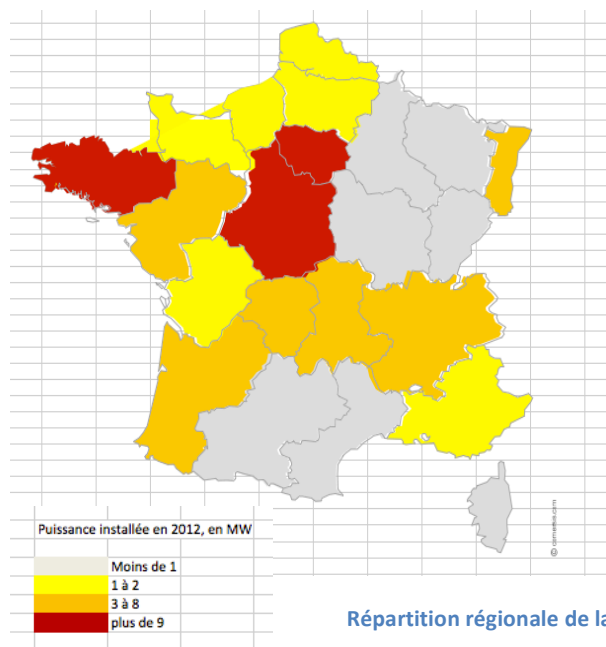 Puissance installée en 2012, en MW
Moins de 1
1 à 2
3 à 8
plus de 9
Répartition régionale de la